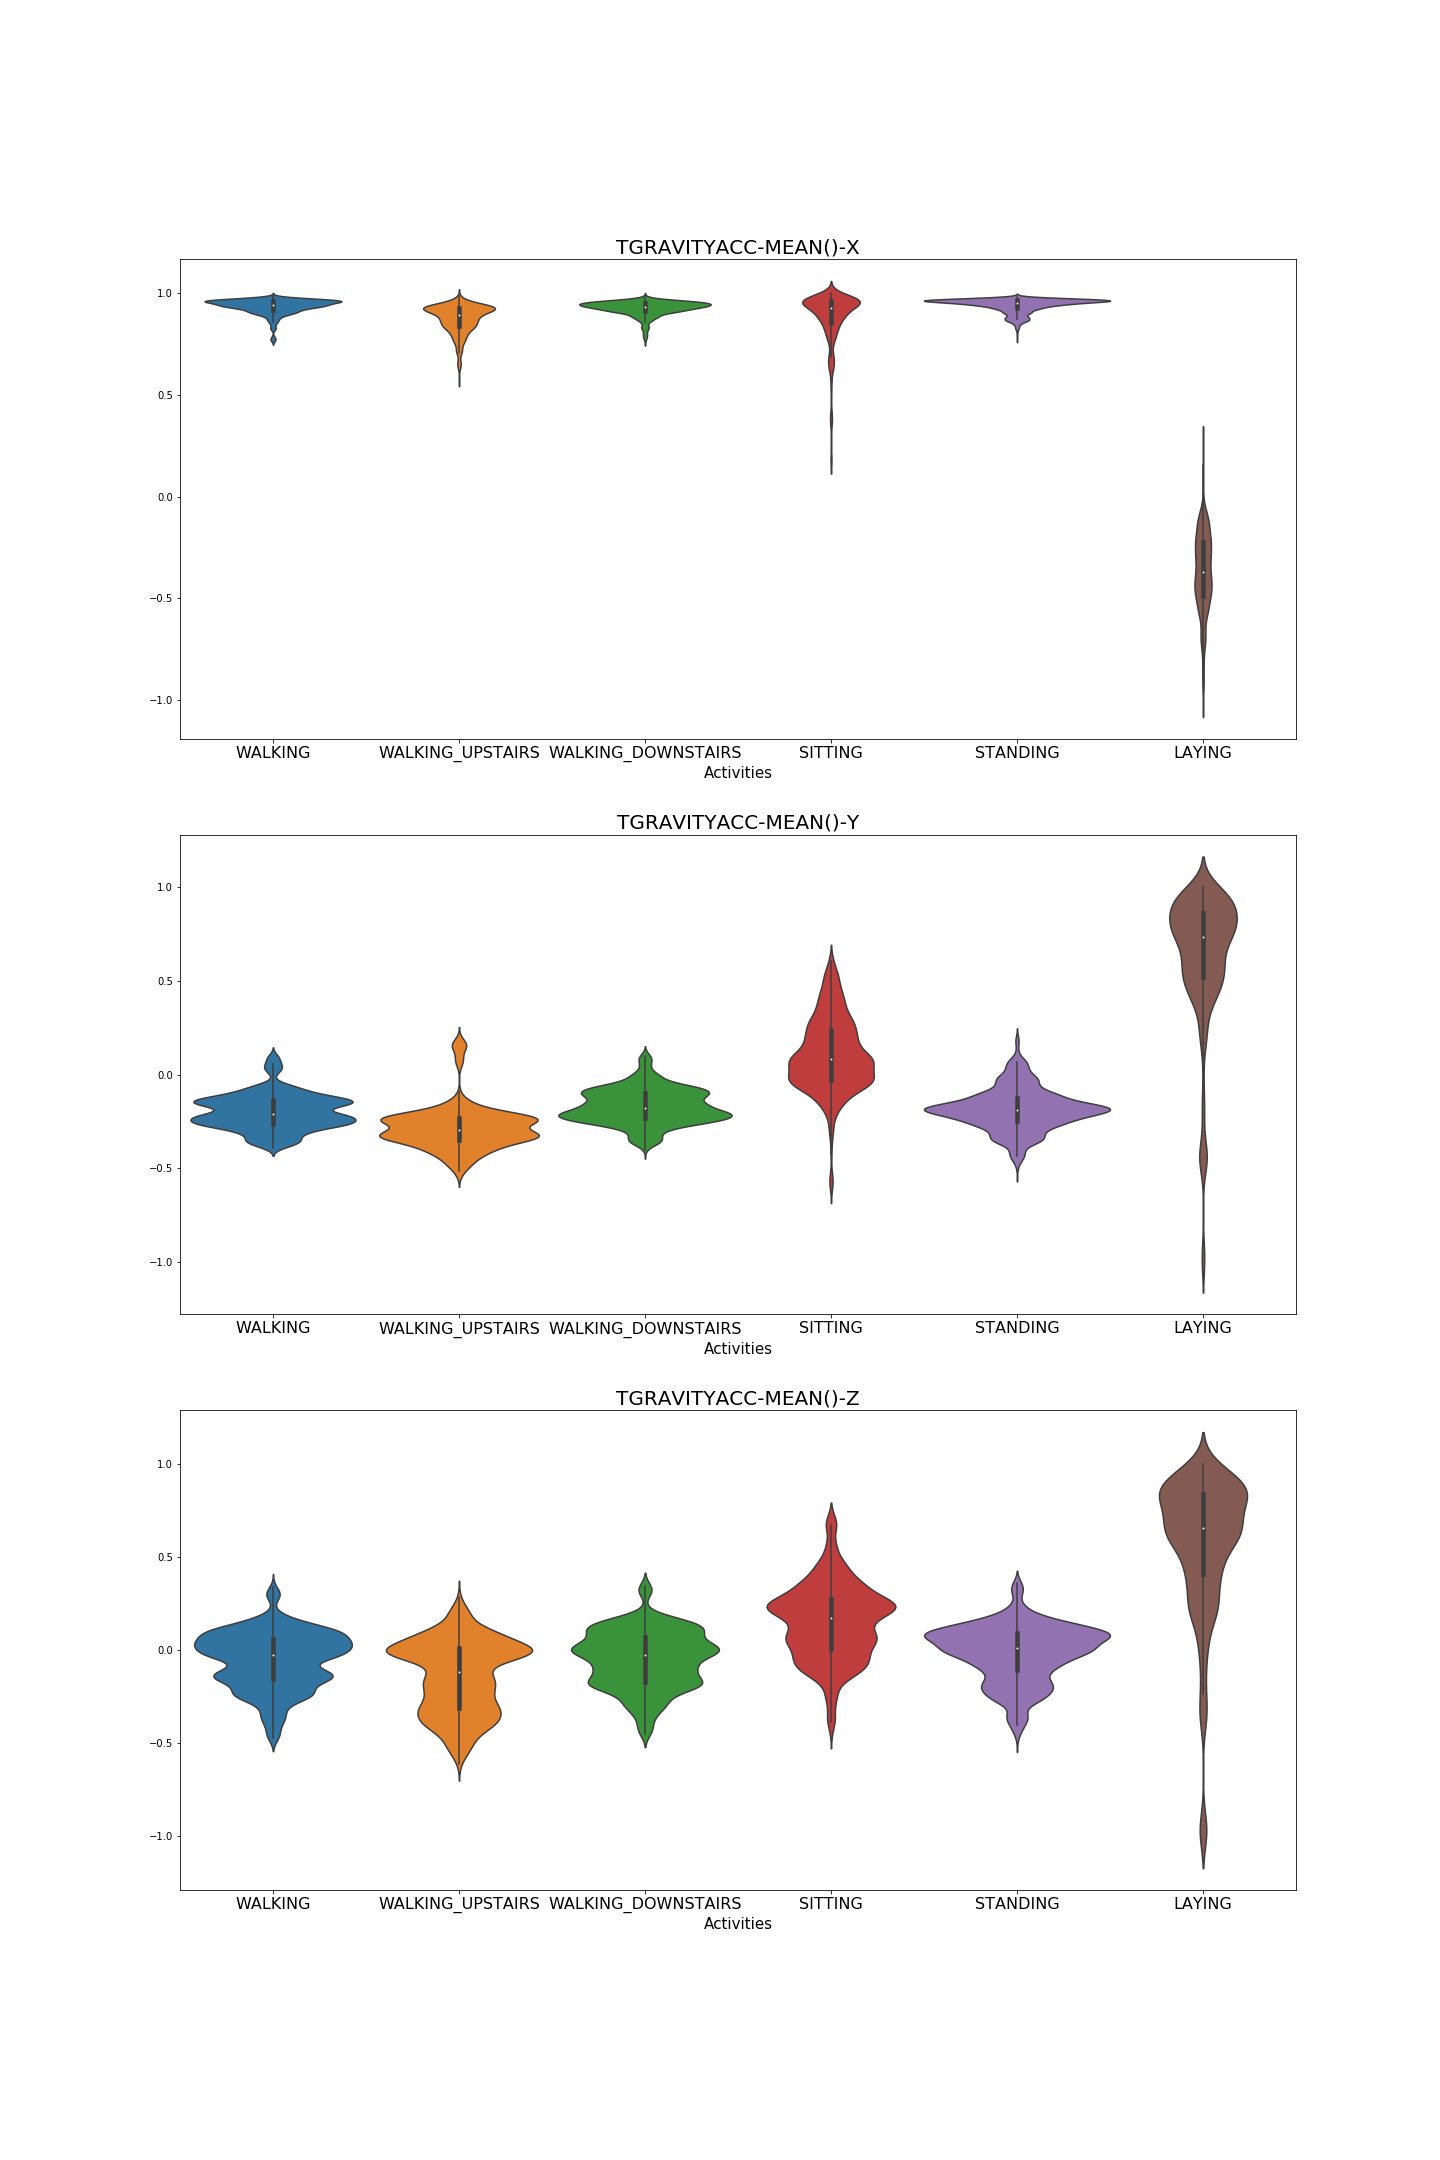 TGRAVITYACC-MEAN()-X
1.0
0.5
0.0
−0.5
−1.0
WALKING WALKING_UPSTAIRS WALKING_DOWNSTAIRS SITTING STANDING LAYING
Activities
TGRAVITYACC-MEAN()-Y
1.0
0.5
0.0
−0.5
−1.0
WALKING WALKING_UPSTAIRS WALKING_DOWNSTAIRS SITTING STANDING LAYING
Activities
TGRAVITYACC-MEAN()-Z
1.0
0.5
0.0
−0.5
−1.0
WALKING WALKING_UPSTAIRS WALKING_DOWNSTAIRS SITTING STANDING LAYING
Activities